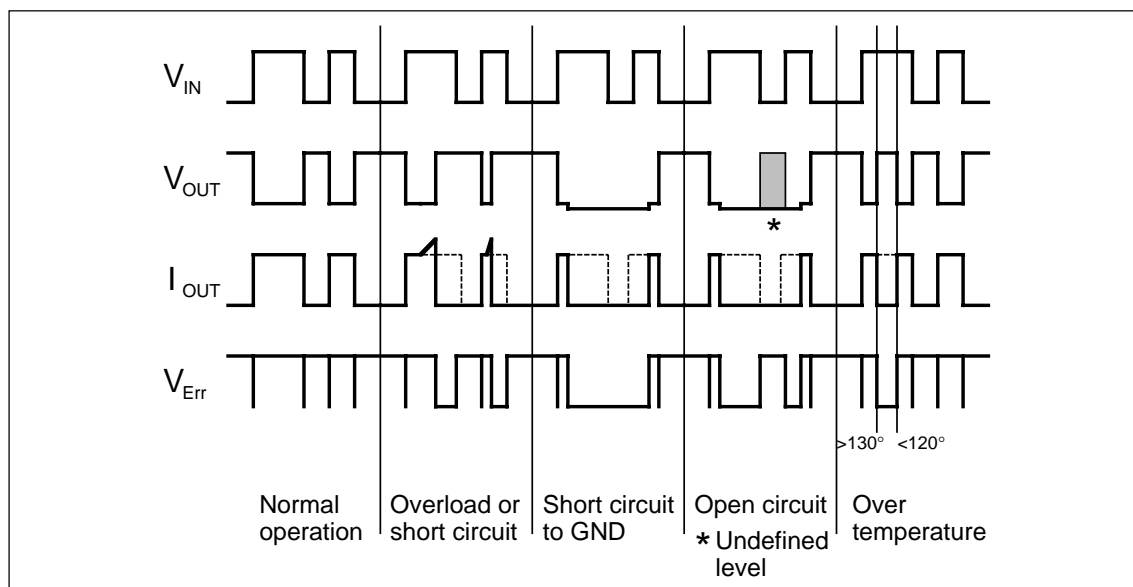 VIN
VOUT
*
I OUT
VErr
>130° <120°
Normal operation
Overload or short circuit
Short circuit to GND
Open circuit
* Undefined level
Over temperature